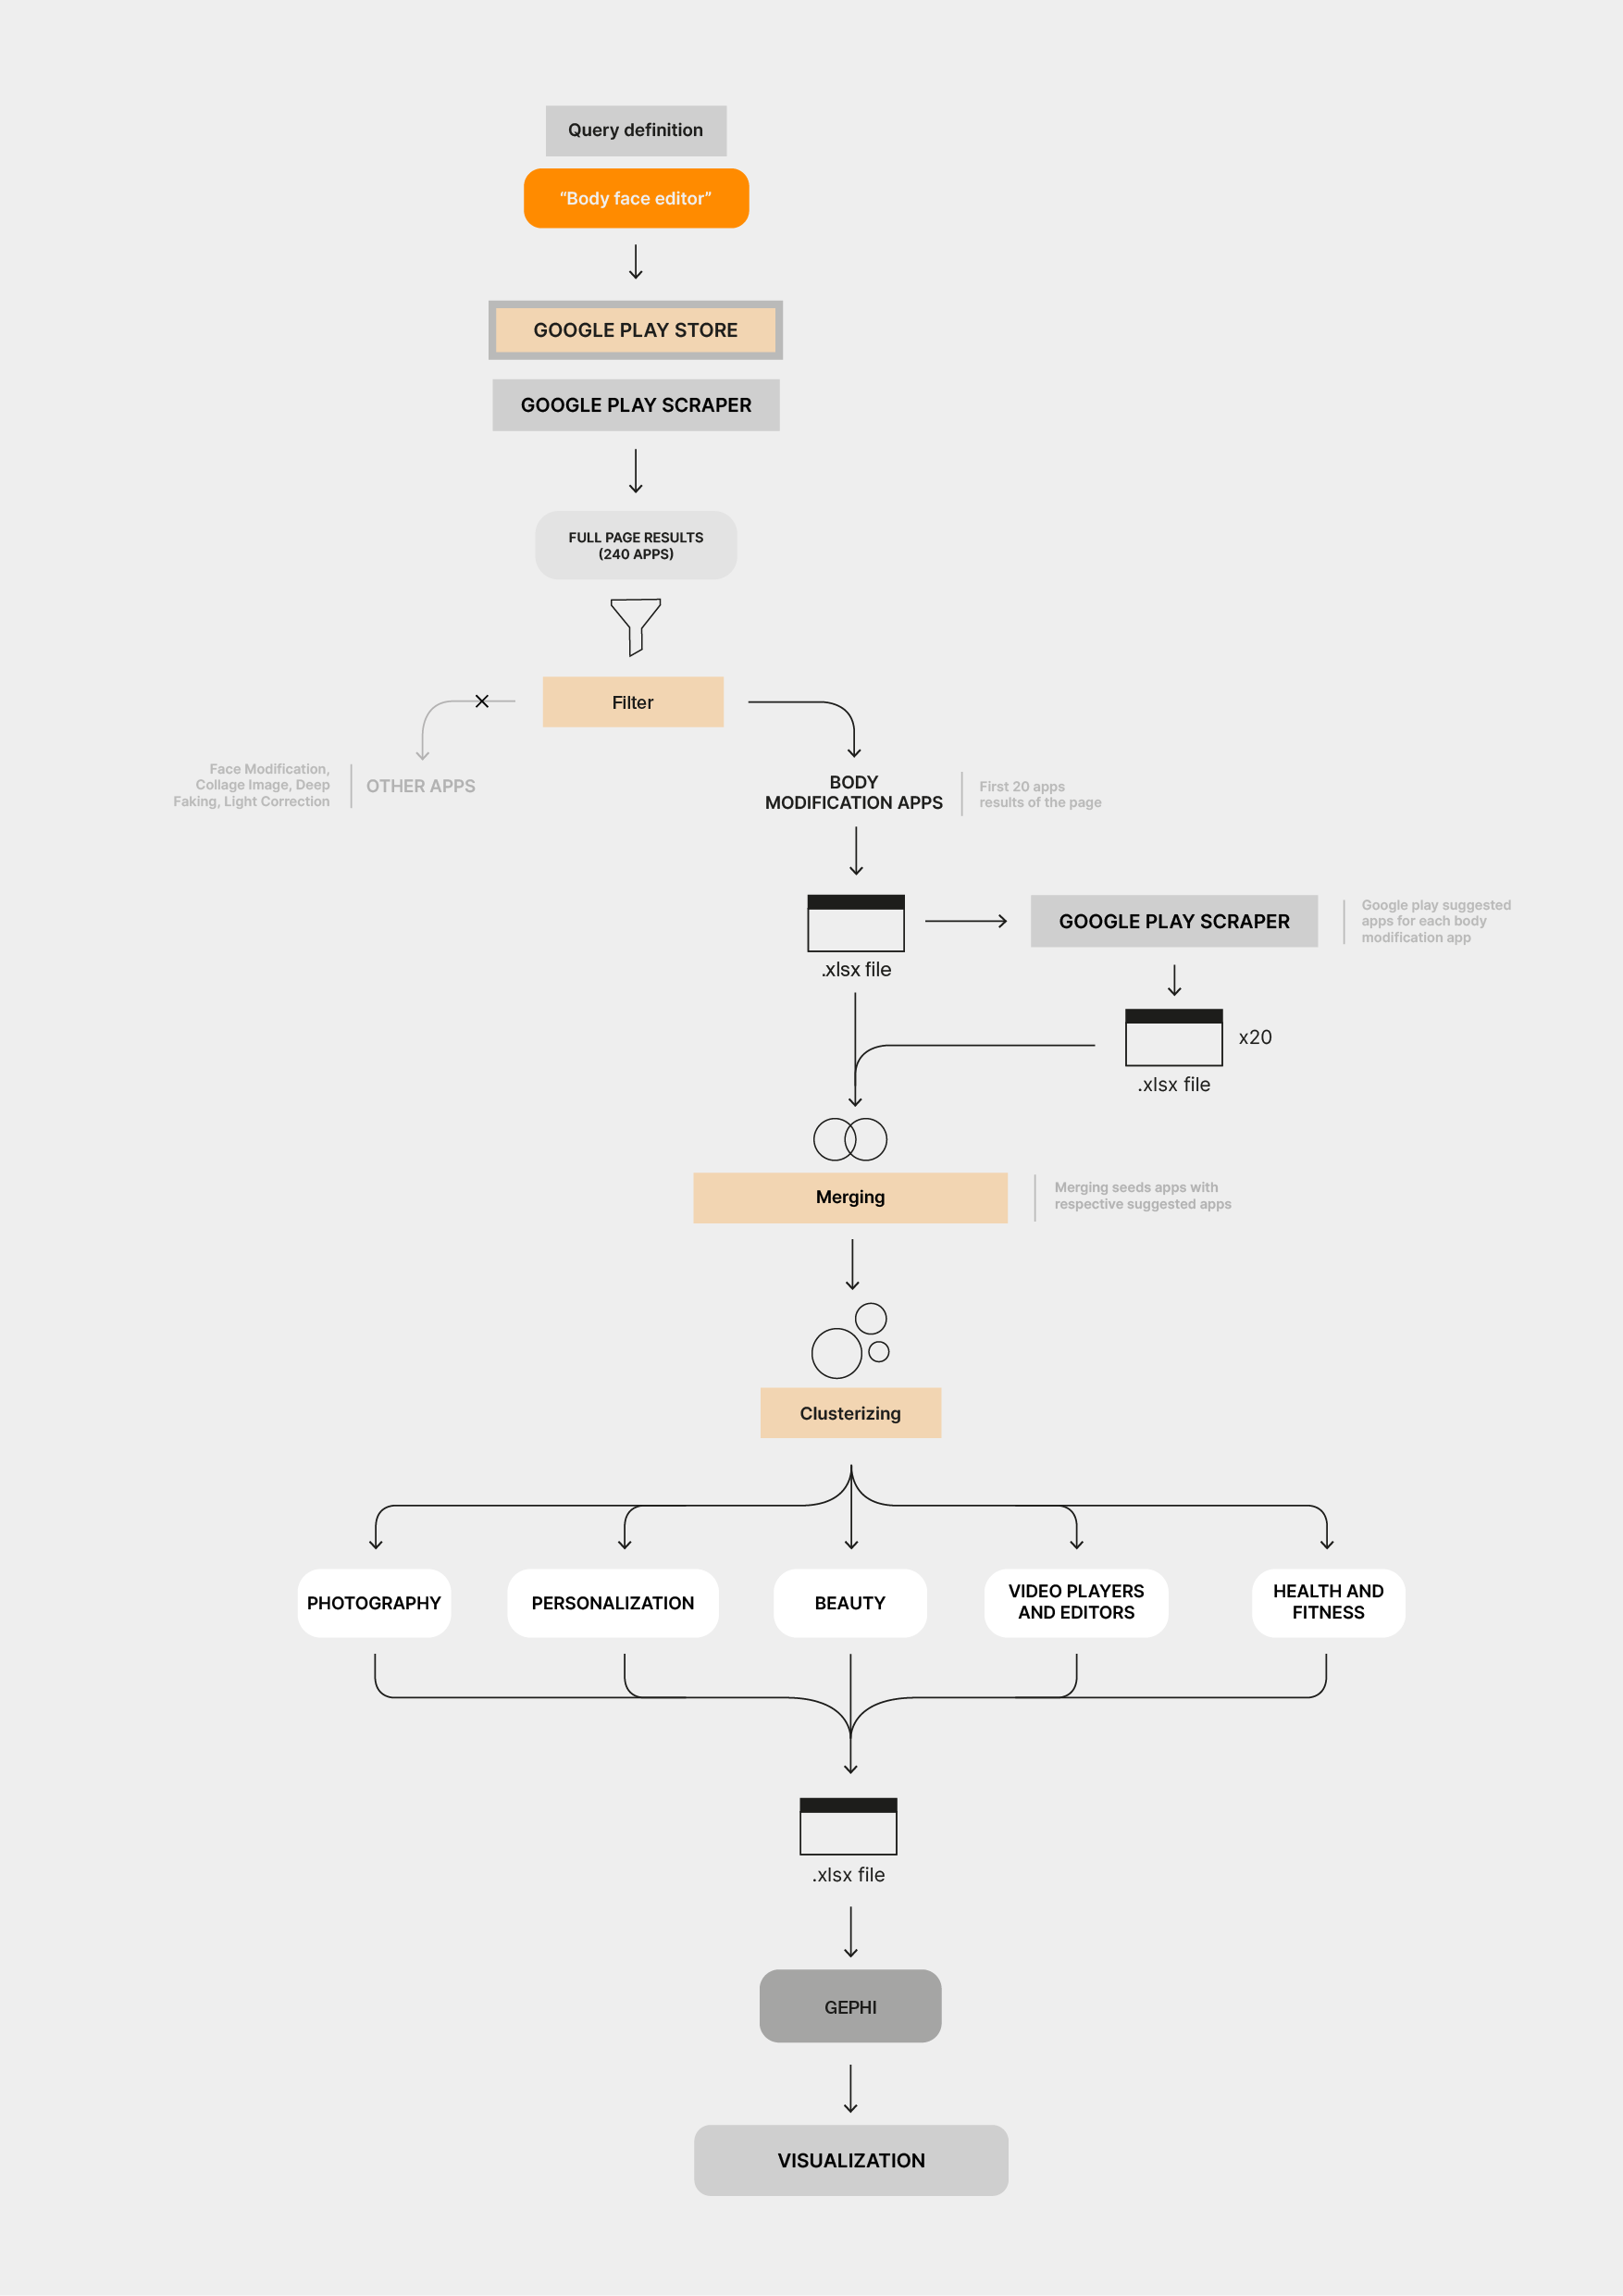 Query definition
“Body face editor”
GOOGLE PLAY STORE
GOOGLE PLAY SCRAPER
FULL PAGE RESULTS
(240 APPS)
Filter
Face Modification,
Collage Image, Deep
Faking, Light Correction
OTHER APPS
BODY
MODIFICATION APPS
First 20 apps
results of the page
.xlsx file
GOOGLE PLAY SCRAPER
Google play suggested
apps for each body
modification app
x20
.xlsx file
Merging
Merging seeds apps with
respective suggested apps
Clusterizing
PHOTOGRAPHY
PERSONALIZATION
BEAUTY
VIDEO PLAYERS
AND EDITORS
HEALTH AND
FITNESS
.xlsx file
GEPHI
VISUALIZATION